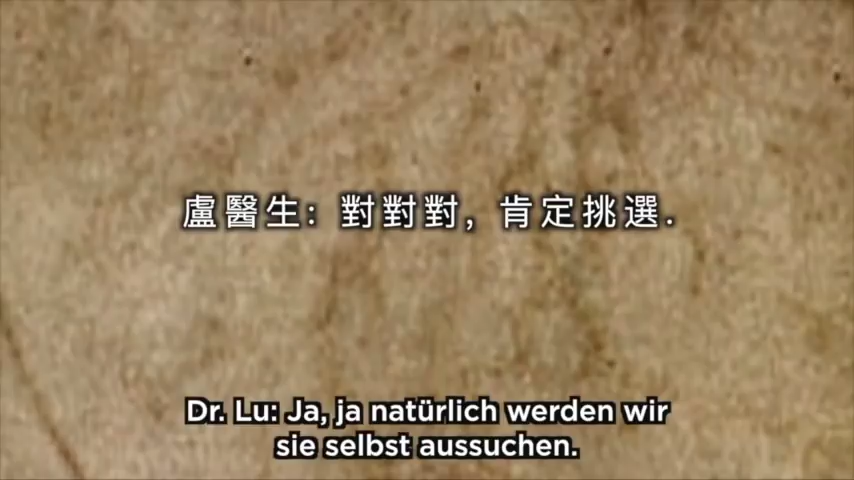 盧醫生: 對對對, 肯定挑選.
Dr. Lu: Ja, ja natürlich werden wir
sie selbst aussuchen.